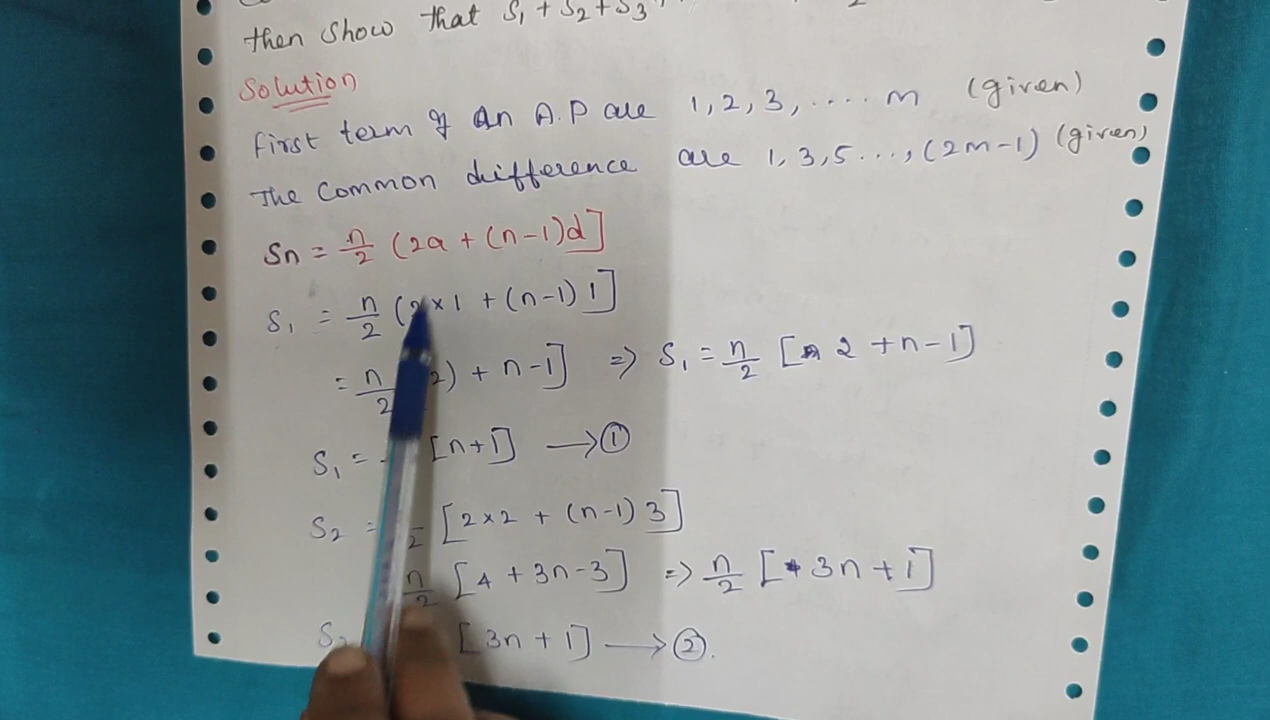 then show that S₁ + S₂ + S₃
Solution
First term of an A.P are 1, 2, 3, .... m (given)
The common difference are 1, 3, 5 ..., (2m-1) (given)
Sn = n/2 (2a + (n-1)d]
S₁ = n/2 (2×1 + (n-1) 1]
= n/2 2) + n-1] => S₁ = n/2 [2 + n-1]
S₁ = [n+1] → ①
S₂ = /2 [2×2 + (n-1) 3]
n/2 [4 + 3n-3] => n/2 [3n + 1]
S₂ [3n + 1] → ②.